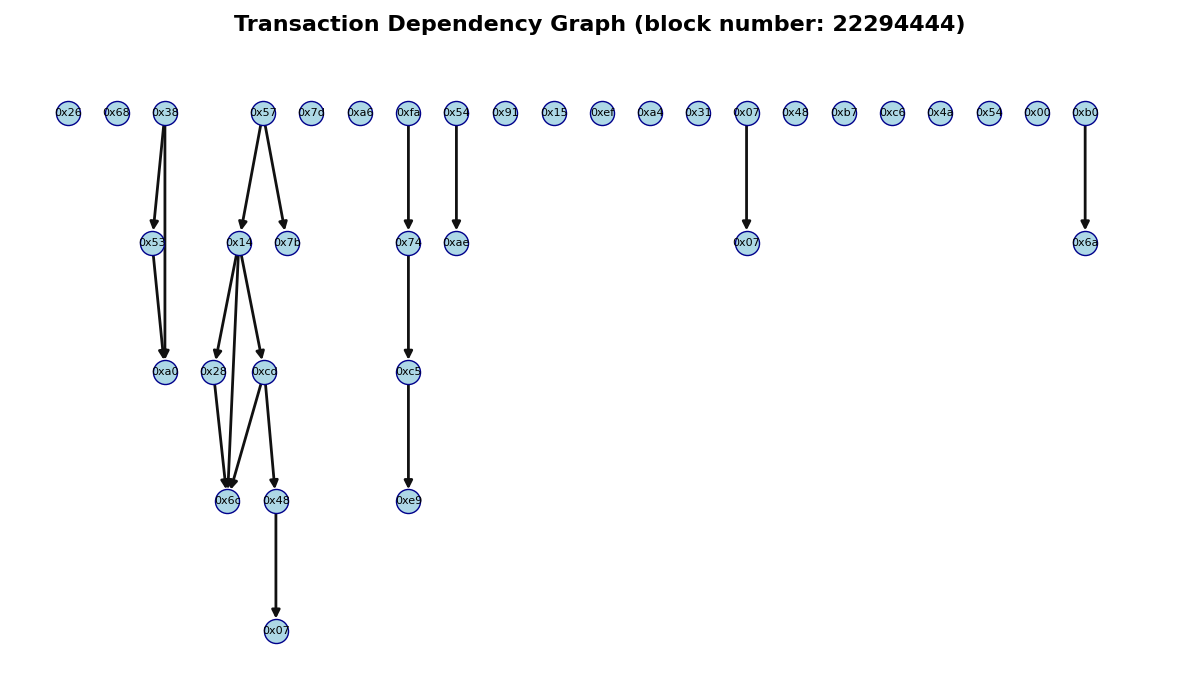 Transaction Dependency Graph (block number: 22294444)
0x26 0x68 0x38 0x57 0x7d 0xa6 0xfa 0x54 0x91 0x15 0xef 0xa4 0x31 0x07 0x48 0xb7 0xc6 0x4a 0x54 0x00 0xb0
0x53 0x14 0x7b 0x74 0xae 0x07 0x6a
0xa0 0x28 0xcd 0xc5
0x6c 0x48 0xe9
0x07